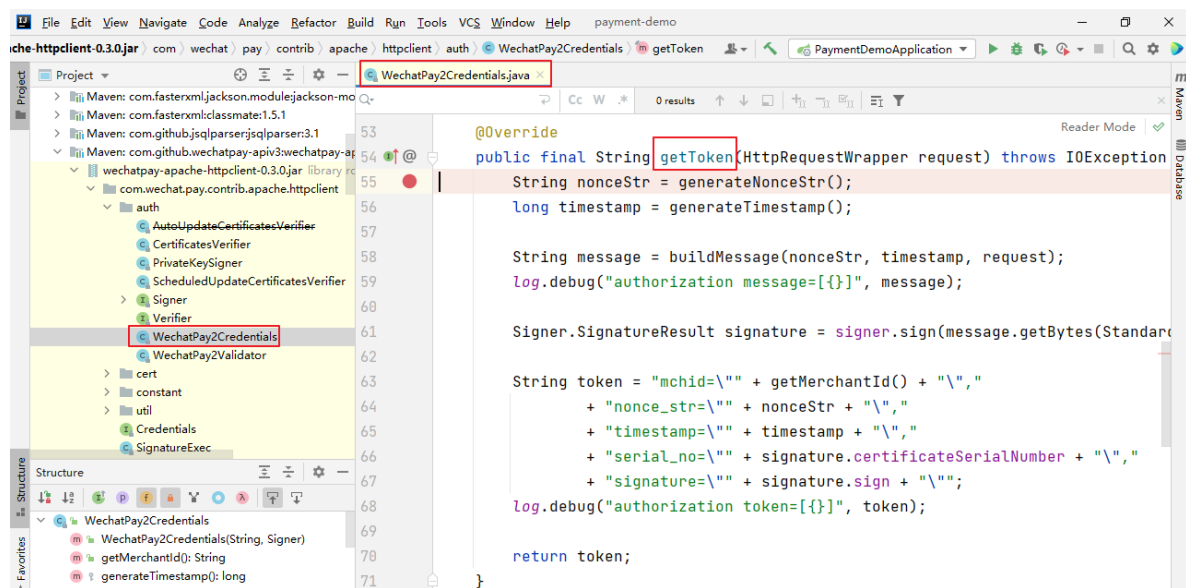 File Edit View Navigate Code Analyze Refactor Build Run Tools VCS Window Help payment-demo
che-httpclient-0.3.0.jar com wechat pay contrib apache httpclient auth WechatPay2Credentials getToken PaymentDemoApplication
Project
Maven: com.fasterxml.jackson.module:jackson-mo
Maven: com.fasterxml:classmate:1.5.1
Maven: com.github.jsqlparser:jsqlparser:3.1
Maven: com.github.wechatpay-apiv3:wechatpay-ap
wechatpay-apache-httpclient-0.3.0.jar library ro
com.wechat.pay.contrib.apache.httpclient
auth
AutoUpdateCertificatesVerifier
CertificatesVerifier
PrivateKeySigner
ScheduledUpdateCertificatesVerifier
Signer
Verifier
WechatPay2Credentials
WechatPay2Validator
cert
constant
util
Credentials
SignatureExec
Structure
WechatPay2Credentials
WechatPay2Credentials(String, Signer)
getMerchantId(): String
generateTimestamp(): long
WechatPay2Credentials.java
Cc W .* 0 results
Reader Mode
53 @Override
54 public final String getToken(HttpRequestWrapper request) throws IOException
55 String nonceStr = generateNonceStr();
56 long timestamp = generateTimestamp();
57
58 String message = buildMessage(nonceStr, timestamp, request);
59 log.debug("authorization message=[{}]", message);
60
61 Signer.SignatureResult signature = signer.sign(message.getBytes(Standard
62
63 String token = "mchid=\"" + getMerchantId() + "\","
64 + "nonce_str=\"" + nonceStr + "\","
65 + "timestamp=\"" + timestamp + "\","
66 + "serial_no=\"" + signature.certificateSerialNumber + "\","
67 + "signature=\"" + signature.sign + "\"";
68 log.debug("authorization token=[{}]", token);
69
70 return token;
71 }
Project
Structure
Favorites
Maven
Database